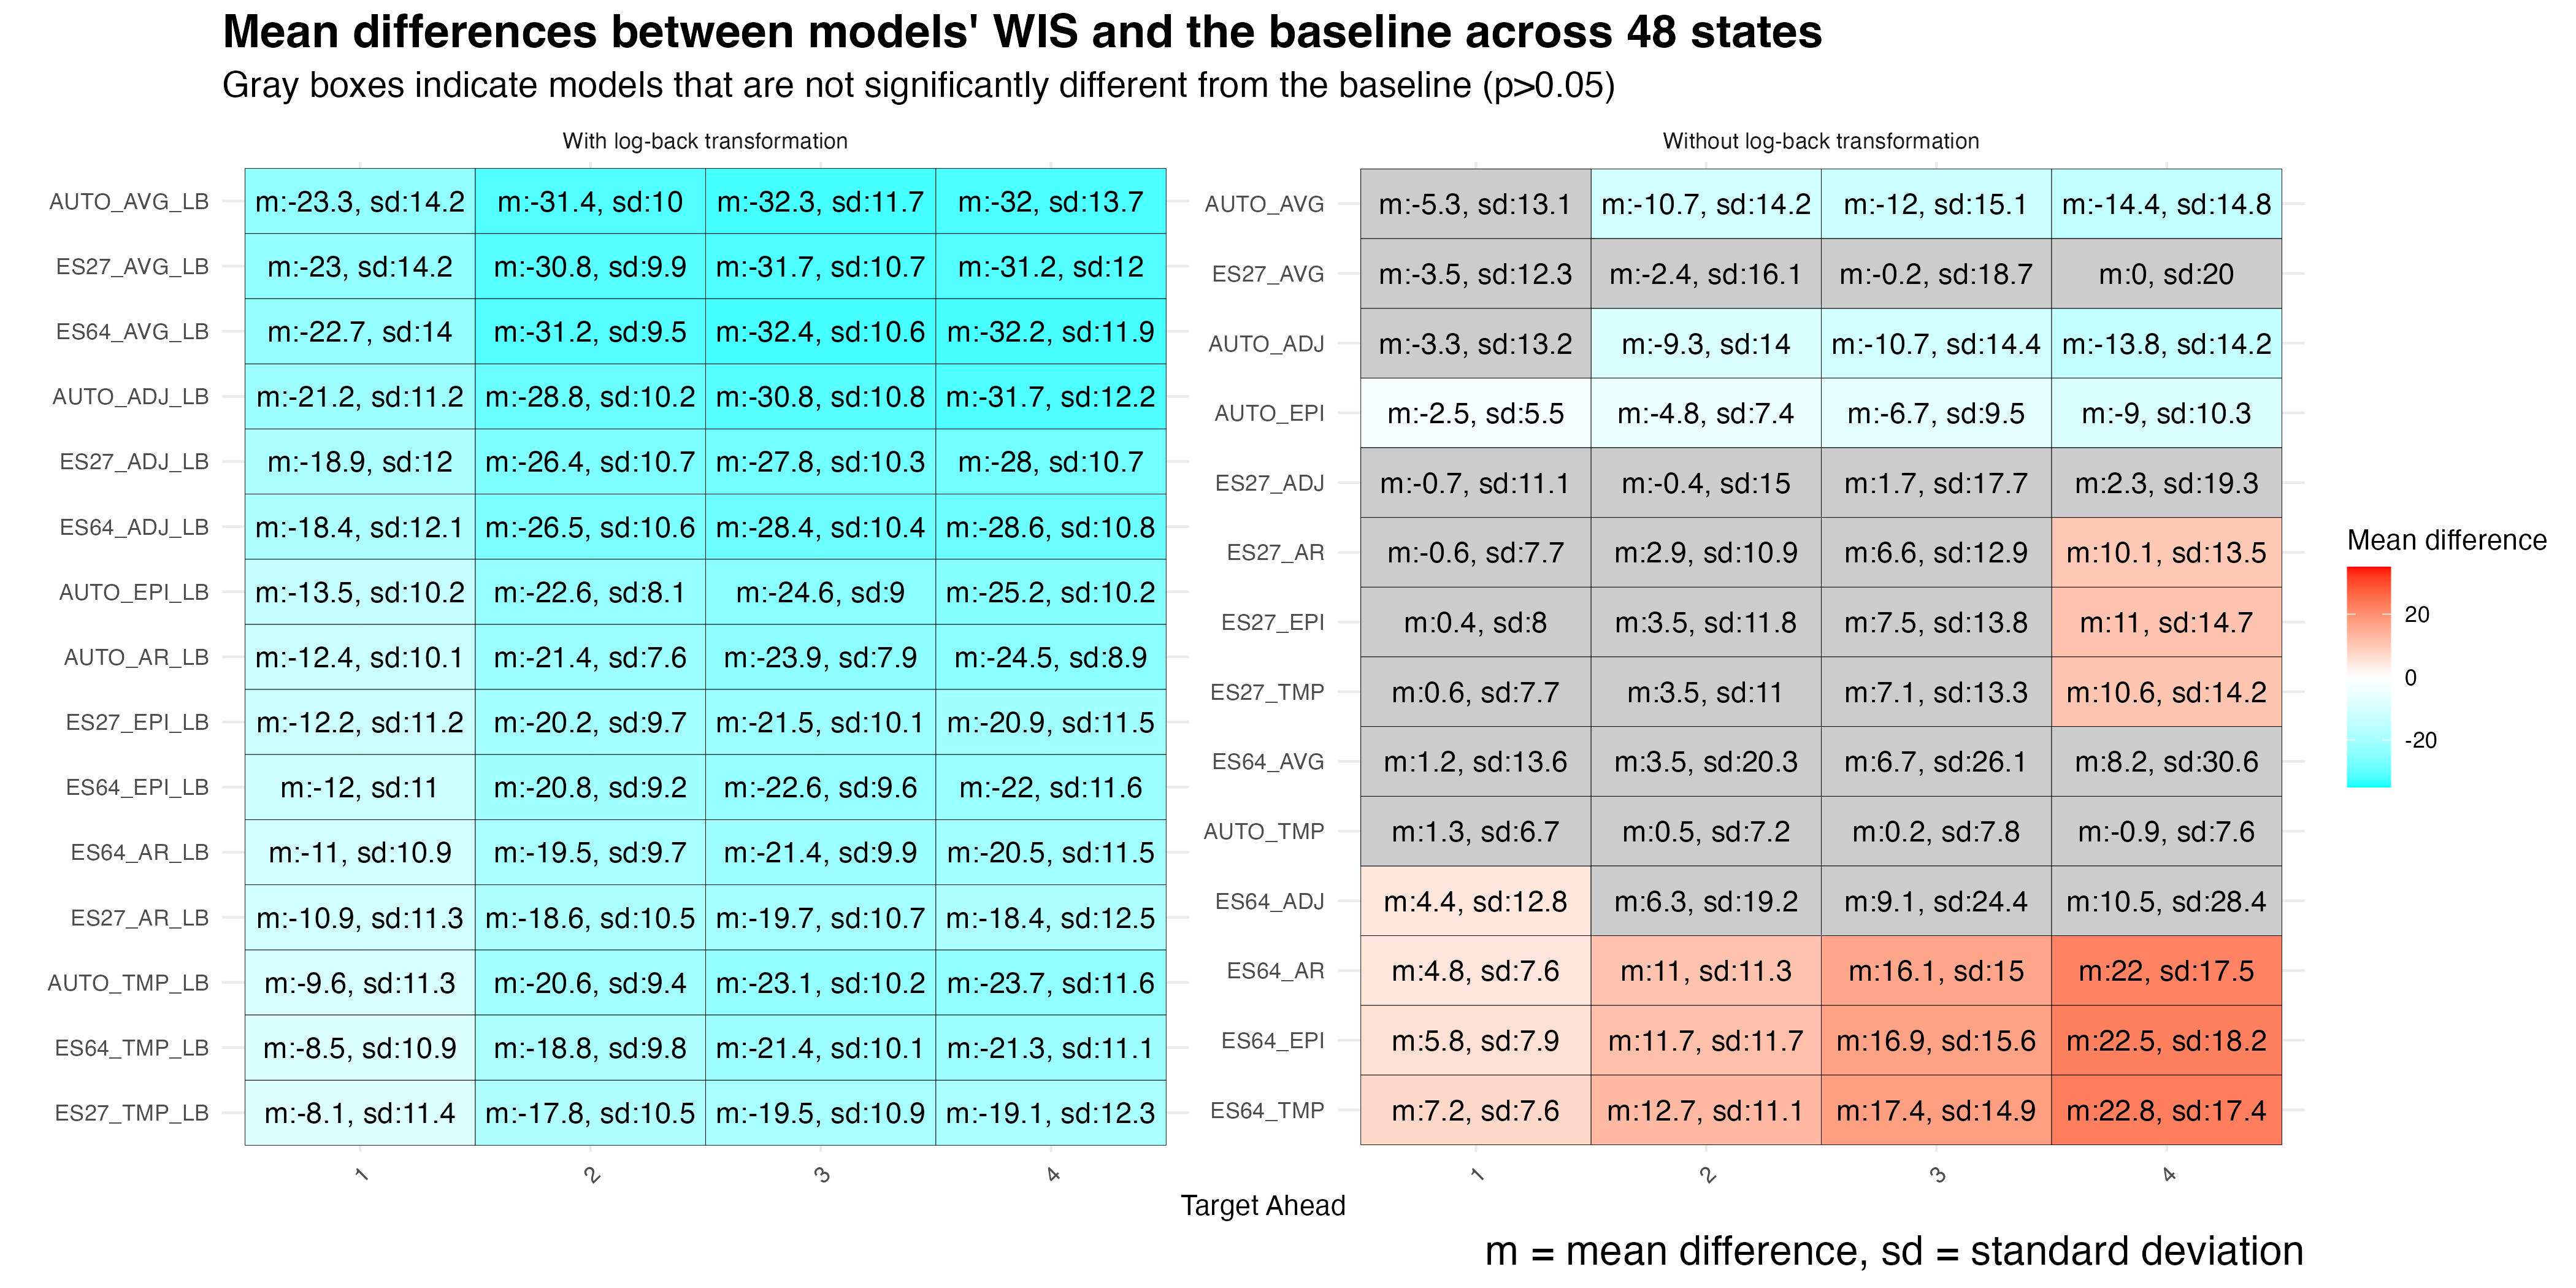 Mean differences between models' WIS and the baseline across 48 states
Gray boxes indicate models that are not significantly different from the baseline (p>0.05)
With log-back transformation
AUTO_AVG_LB m:-23.3, sd:14.2 m:-31.4, sd:10 m:-32.3, sd:11.7 m:-32, sd:13.7
ES27_AVG_LB m:-23, sd:14.2 m:-30.8, sd:9.9 m:-31.7, sd:10.7 m:-31.2, sd:12
ES64_AVG_LB m:-22.7, sd:14 m:-31.2, sd:9.5 m:-32.4, sd:10.6 m:-32.2, sd:11.9
AUTO_ADJ_LB m:-21.2, sd:11.2 m:-28.8, sd:10.2 m:-30.8, sd:10.8 m:-31.7, sd:12.2
ES27_ADJ_LB m:-18.9, sd:12 m:-26.4, sd:10.7 m:-27.8, sd:10.3 m:-28, sd:10.7
ES64_ADJ_LB m:-18.4, sd:12.1 m:-26.5, sd:10.6 m:-28.4, sd:10.4 m:-28.6, sd:10.8
AUTO_EPI_LB m:-13.5, sd:10.2 m:-22.6, sd:8.1 m:-24.6, sd:9 m:-25.2, sd:10.2
AUTO_AR_LB m:-12.4, sd:10.1 m:-21.4, sd:7.6 m:-23.9, sd:7.9 m:-24.5, sd:8.9
ES27_EPI_LB m:-12.2, sd:11.2 m:-20.2, sd:9.7 m:-21.5, sd:10.1 m:-20.9, sd:11.5
ES64_EPI_LB m:-12, sd:11 m:-20.8, sd:9.2 m:-22.6, sd:9.6 m:-22, sd:11.6
ES64_AR_LB m:-11, sd:10.9 m:-19.5, sd:9.7 m:-21.4, sd:9.9 m:-20.5, sd:11.5
ES27_AR_LB m:-10.9, sd:11.3 m:-18.6, sd:10.5 m:-19.7, sd:10.7 m:-18.4, sd:12.5
AUTO_TMP_LB m:-9.6, sd:11.3 m:-20.6, sd:9.4 m:-23.1, sd:10.2 m:-23.7, sd:11.6
ES64_TMP_LB m:-8.5, sd:10.9 m:-18.8, sd:9.8 m:-21.4, sd:10.1 m:-21.3, sd:11.1
ES27_TMP_LB m:-8.1, sd:11.4 m:-17.8, sd:10.5 m:-19.5, sd:10.9 m:-19.1, sd:12.3
1 2 3 4
Without log-back transformation
AUTO_AVG m:-5.3, sd:13.1 m:-10.7, sd:14.2 m:-12, sd:15.1 m:-14.4, sd:14.8
ES27_AVG m:-3.5, sd:12.3 m:-2.4, sd:16.1 m:-0.2, sd:18.7 m:0, sd:20
AUTO_ADJ m:-3.3, sd:13.2 m:-9.3, sd:14 m:-10.7, sd:14.4 m:-13.8, sd:14.2
AUTO_EPI m:-2.5, sd:5.5 m:-4.8, sd:7.4 m:-6.7, sd:9.5 m:-9, sd:10.3
ES27_ADJ m:-0.7, sd:11.1 m:-0.4, sd:15 m:1.7, sd:17.7 m:2.3, sd:19.3
ES27_AR m:-0.6, sd:7.7 m:2.9, sd:10.9 m:6.6, sd:12.9 m:10.1, sd:13.5
ES27_EPI m:0.4, sd:8 m:3.5, sd:11.8 m:7.5, sd:13.8 m:11, sd:14.7
ES27_TMP m:0.6, sd:7.7 m:3.5, sd:11 m:7.1, sd:13.3 m:10.6, sd:14.2
ES64_AVG m:1.2, sd:13.6 m:3.5, sd:20.3 m:6.7, sd:26.1 m:8.2, sd:30.6
AUTO_TMP m:1.3, sd:6.7 m:0.5, sd:7.2 m:0.2, sd:7.8 m:-0.9, sd:7.6
ES64_ADJ m:4.4, sd:12.8 m:6.3, sd:19.2 m:9.1, sd:24.4 m:10.5, sd:28.4
ES64_AR m:4.8, sd:7.6 m:11, sd:11.3 m:16.1, sd:15 m:22, sd:17.5
ES64_EPI m:5.8, sd:7.9 m:11.7, sd:11.7 m:16.9, sd:15.6 m:22.5, sd:18.2
ES64_TMP m:7.2, sd:7.6 m:12.7, sd:11.1 m:17.4, sd:14.9 m:22.8, sd:17.4
1 2 3 4
Target Ahead
Mean difference
20
0
-20
m = mean difference, sd = standard deviation